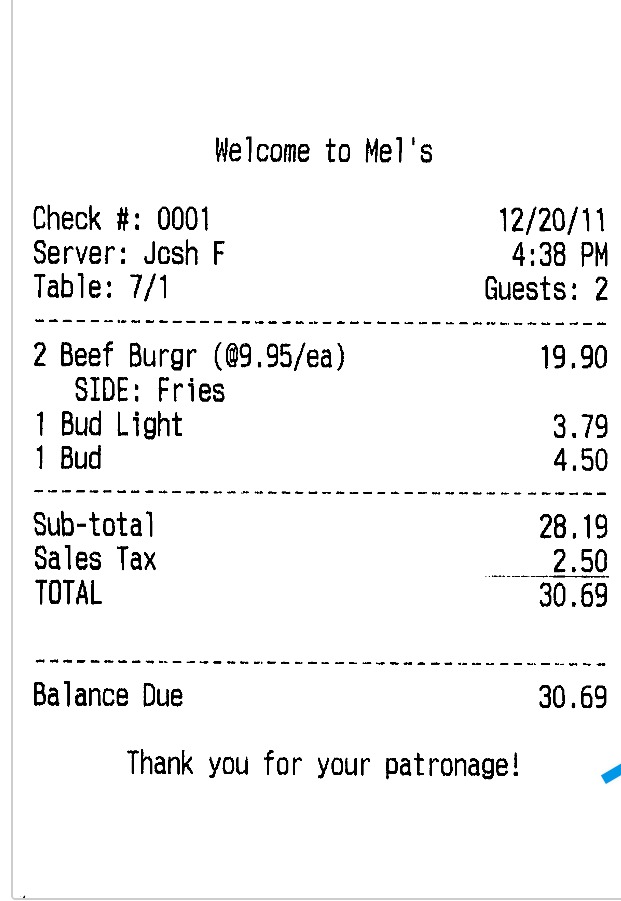 Welcome to Mel's
Check #: 0001 12/20/11
Server: Josh F 4:38 PM
Table: 7/1 Guests: 2
2 Beef Burgr (@9.95/ea) 19.90
SIDE: Fries
1 Bud Light 3.79
1 Bud 4.50
Sub-total 28.19
Sales Tax 2.50
TOTAL 30.69
Balance Due 30.69
Thank you for your patronage!